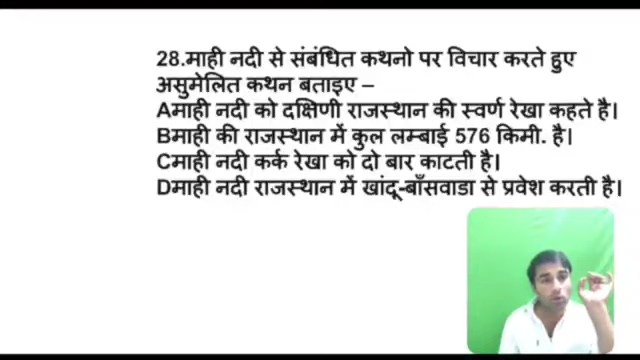 28.माही नदी से संबंधित कथनो पर विचार करते हुए
असुमेलित कथन बताइए –
Aमाही नदी को दक्षिणी राजस्थान की स्वर्ण रेखा कहते है।
Bमाही की राजस्थान में कुल लम्बाई 576 किमी. है।
Cमाही नदी कर्क रेखा को दो बार काटती है।
Dमाही नदी राजस्थान में खांदू-बाँसवाडा से प्रवेश करती है।